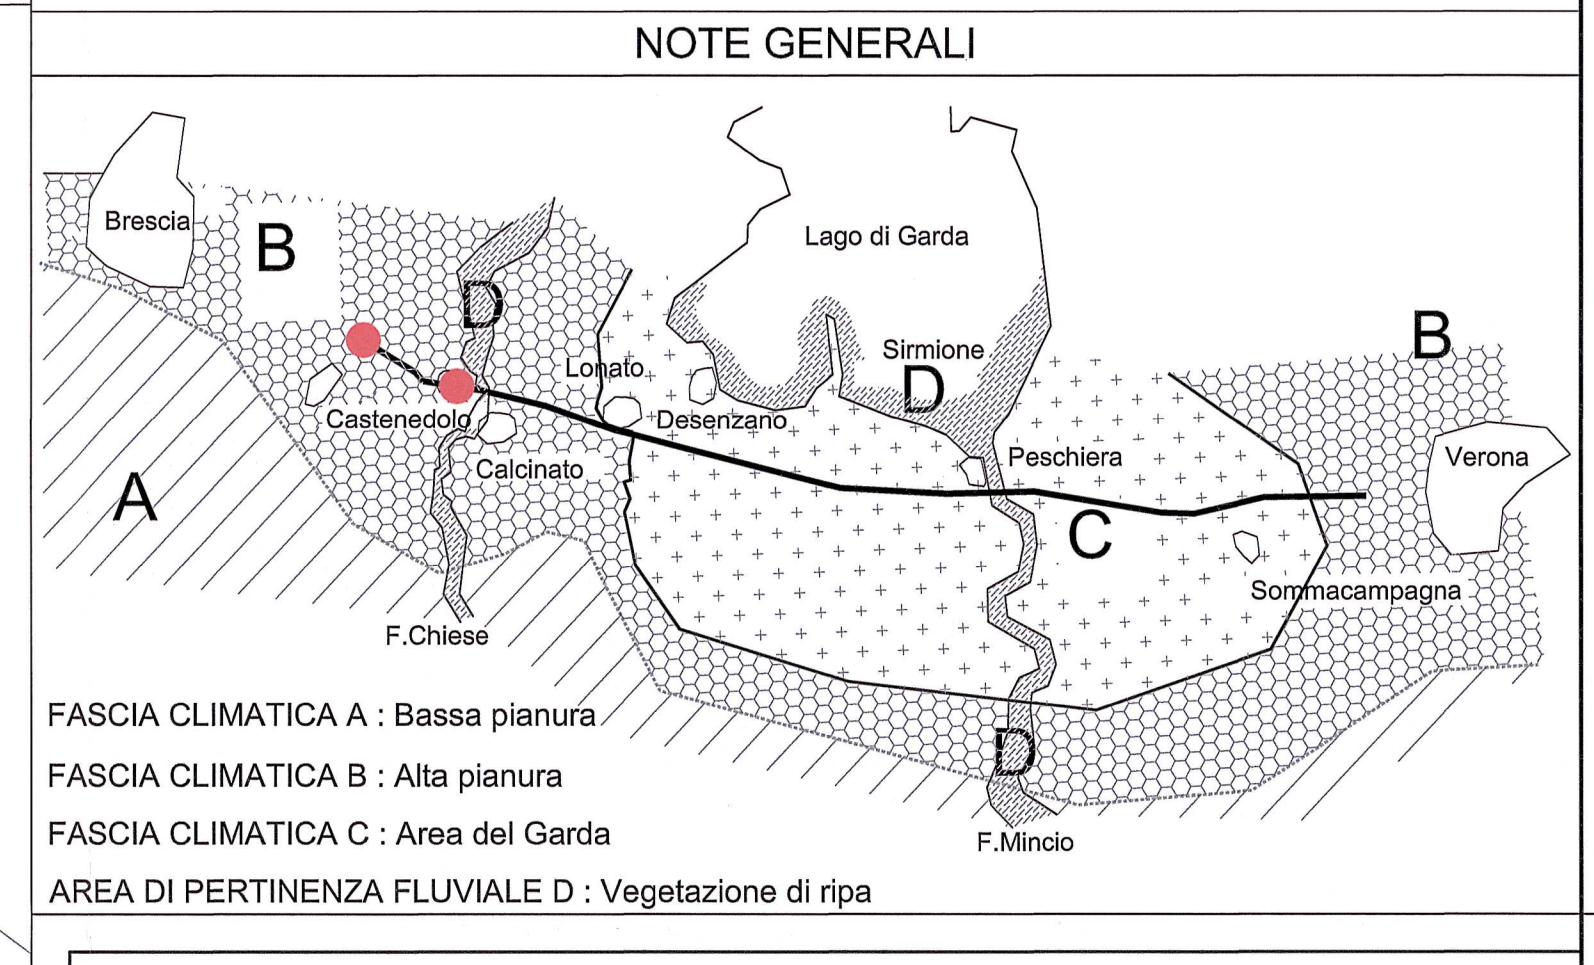 NOTE GENERALI
Brescia
B
Lago di Garda
D
B
Sirmione
Lonato
D
Castenedolo
Desenzano
Peschiera
Verona
Calcinato
A
C
Sommacampagna
F.Chiese
D
F.Mincio
FASCIA CLIMATICA A : Bassa pianura
FASCIA CLIMATICA B : Alta pianura
FASCIA CLIMATICA C : Area del Garda
AREA DI PERTINENZA FLUVIALE D : Vegetazione di ripa